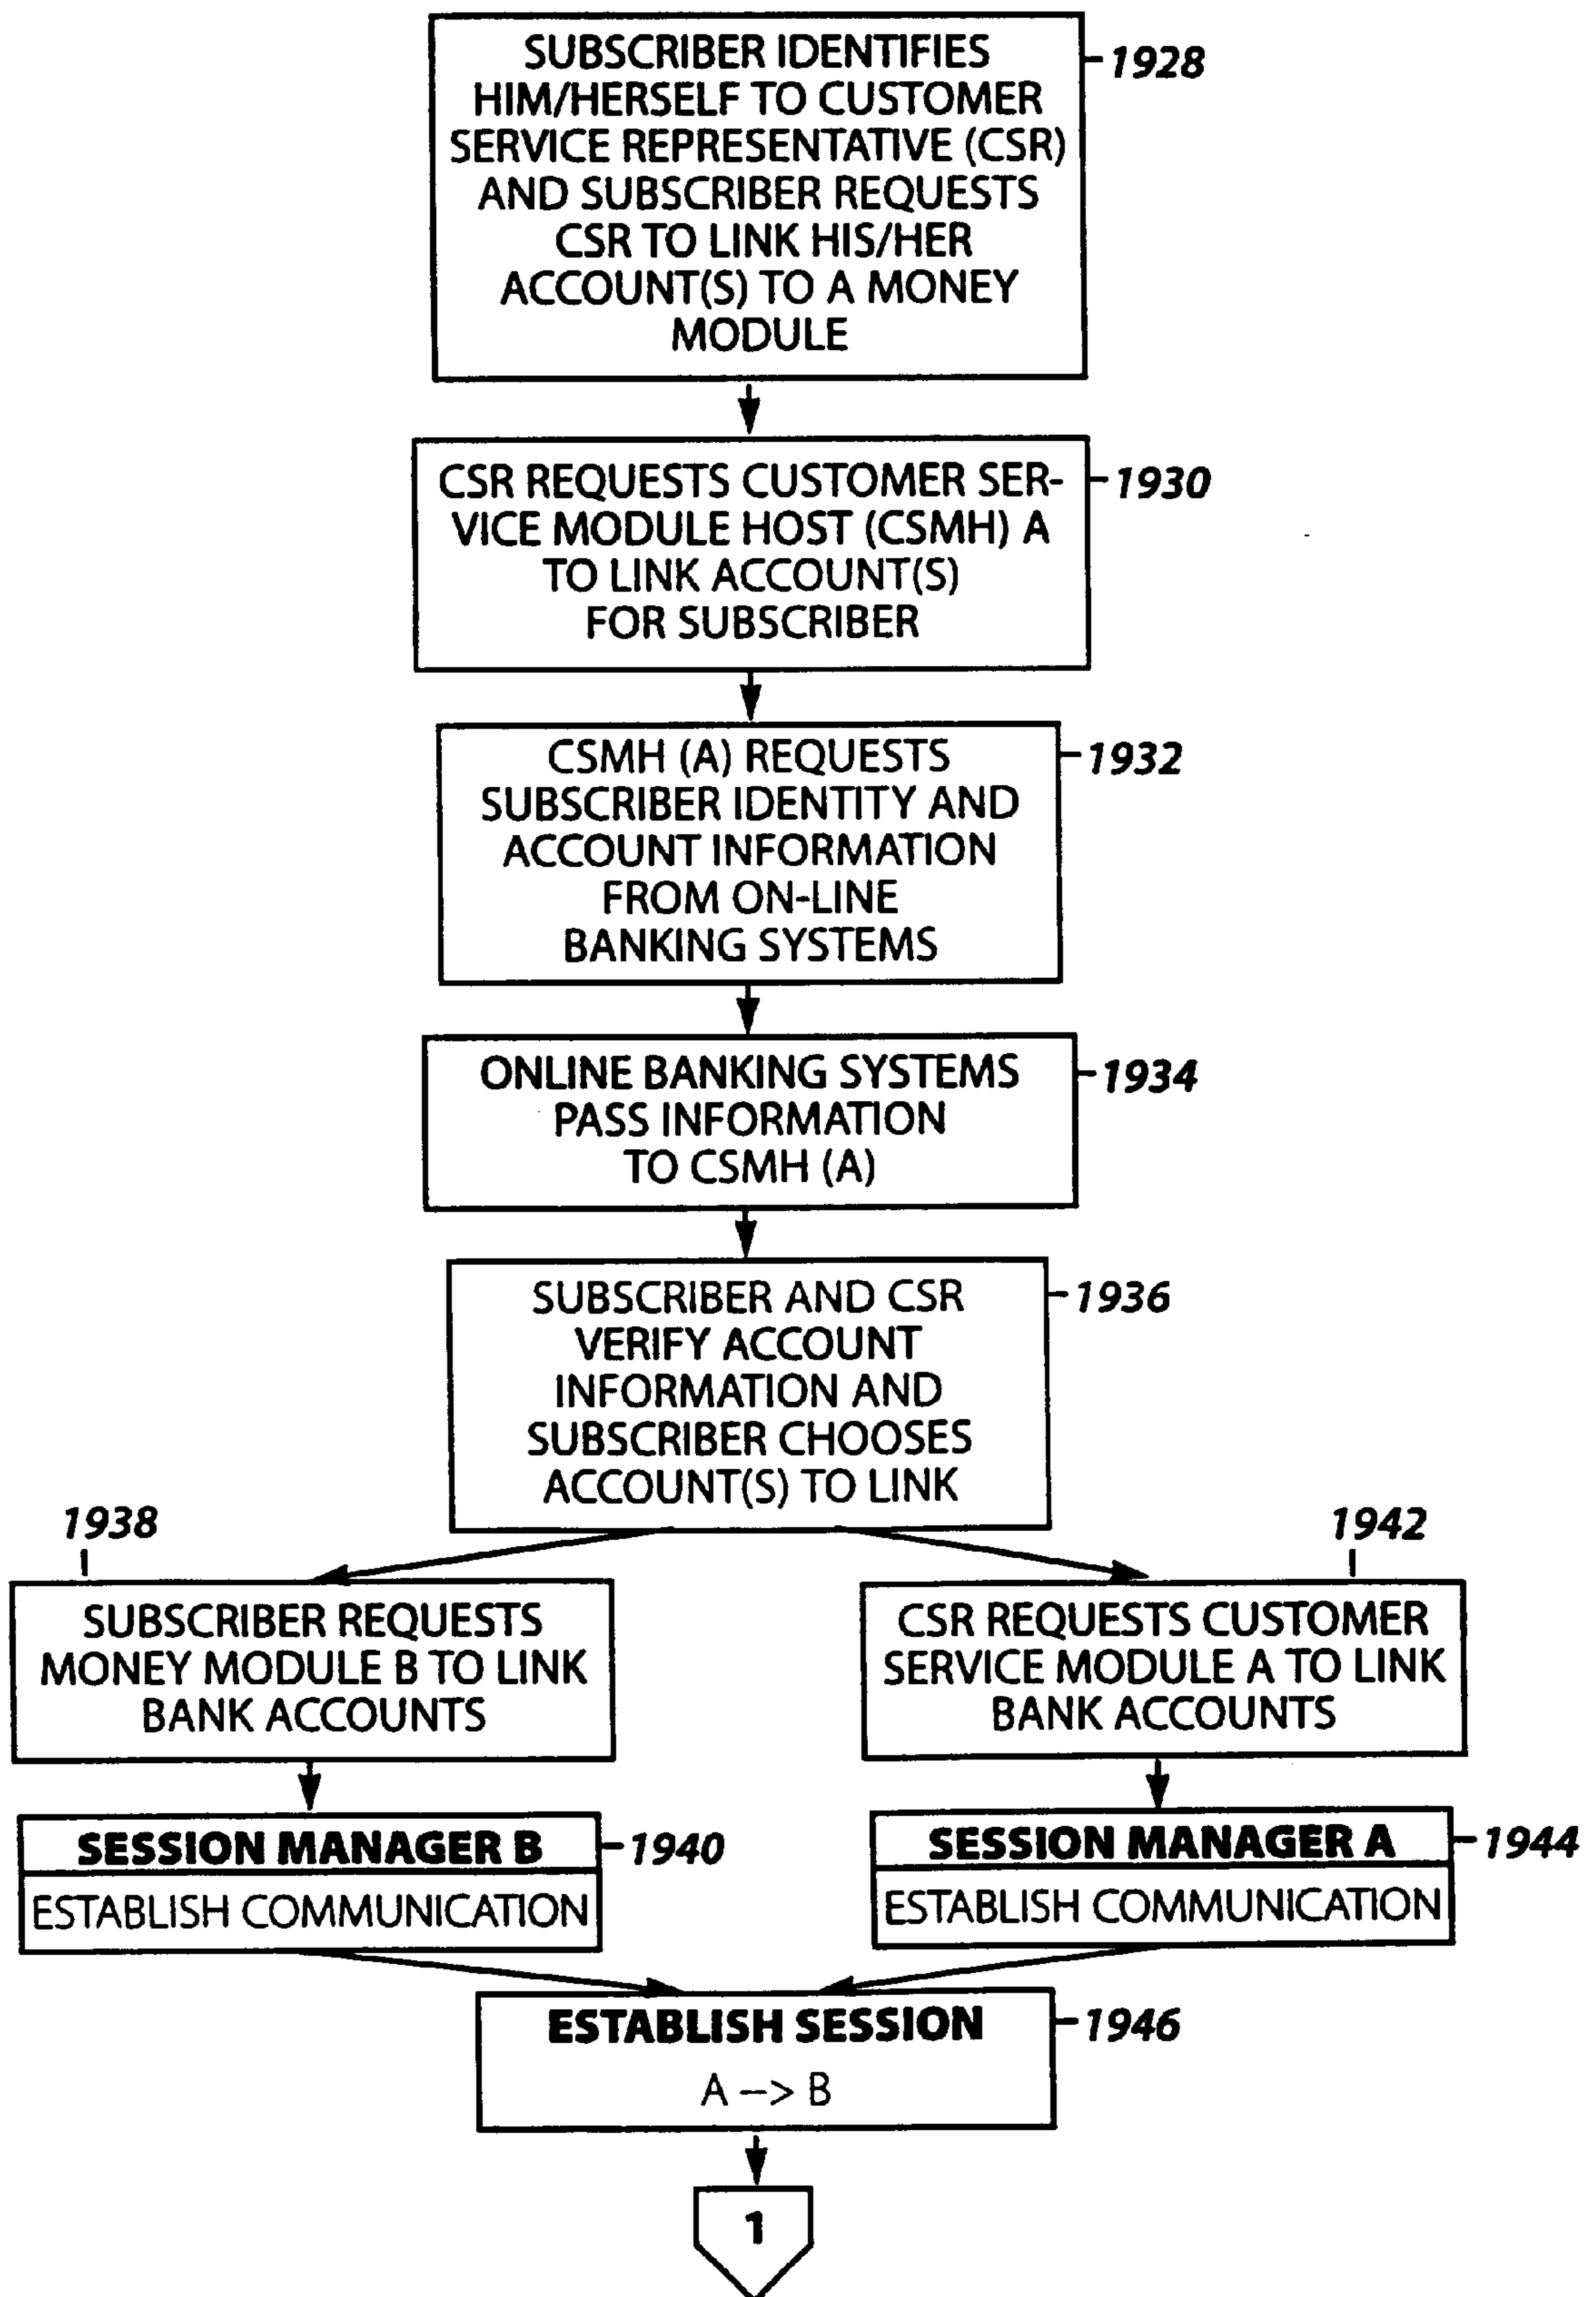 SUBSCRIBER IDENTIFIES
HIM/HERSELF TO CUSTOMER
SERVICE REPRESENTATIVE (CSR)
AND SUBSCRIBER REQUESTS
CSR TO LINK HIS/HER
ACCOUNT(S) TO A MONEY
MODULE
1928
CSR REQUESTS CUSTOMER SER-
VICE MODULE HOST (CSMH) A
TO LINK ACCOUNT(S)
FOR SUBSCRIBER
1930
CSMH (A) REQUESTS
SUBSCRIBER IDENTITY AND
ACCOUNT INFORMATION
FROM ON-LINE
BANKING SYSTEMS
1932
ONLINE BANKING SYSTEMS
PASS INFORMATION
TO CSMH (A)
1934
SUBSCRIBER AND CSR
VERIFY ACCOUNT
INFORMATION AND
SUBSCRIBER CHOOSES
ACCOUNT(S) TO LINK
1936
1938
SUBSCRIBER REQUESTS
MONEY MODULE B TO LINK
BANK ACCOUNTS
1942
CSR REQUESTS CUSTOMER
SERVICE MODULE A TO LINK
BANK ACCOUNTS
SESSION MANAGER B
1940
ESTABLISH COMMUNICATION
SESSION MANAGER A
1944
ESTABLISH COMMUNICATION
ESTABLISH SESSION
1946
A --> B
1